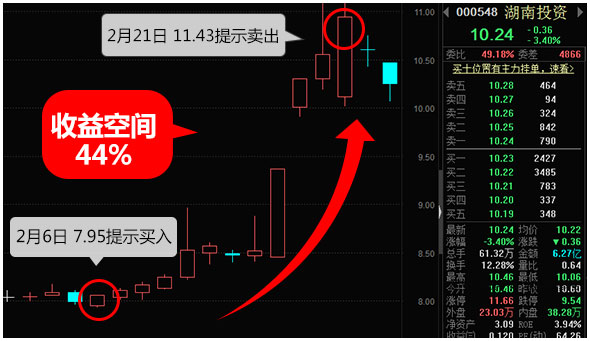 000548 湖南投资
10.24 -0.36
-3.40%
委比 49.18% 委差 4866
买十位置有主力挂单，速看>
卖五 10.28 464
卖四 10.27 94
卖三 10.26 324
卖二 10.25 842
卖一 10.24 790
买一 10.23 2427
买二 10.22 3485
买三 10.21 783
买四 10.20 337
买五 10.19 348
最新 10.24 均价 10.22
涨幅 -3.40% 涨跌 ▼0.36
总手 61.32万 金额 6.27亿
换手 12.28% 量比 0.64
最高 10.46 最低 10.06
今开 10.46 昨收 10.60
涨停 11.66 跌停 9.54
外盘 23.03万 内盘 38.28万
净资产 3.09 ROE 3.94%
收益(三) 0.120 PE(动) 64.26
11.00
10.50
10.00
9.50
9.00
8.50
8.00
2月21日 11.43提示卖出
收益空间
44%
2月6日 7.95提示买入